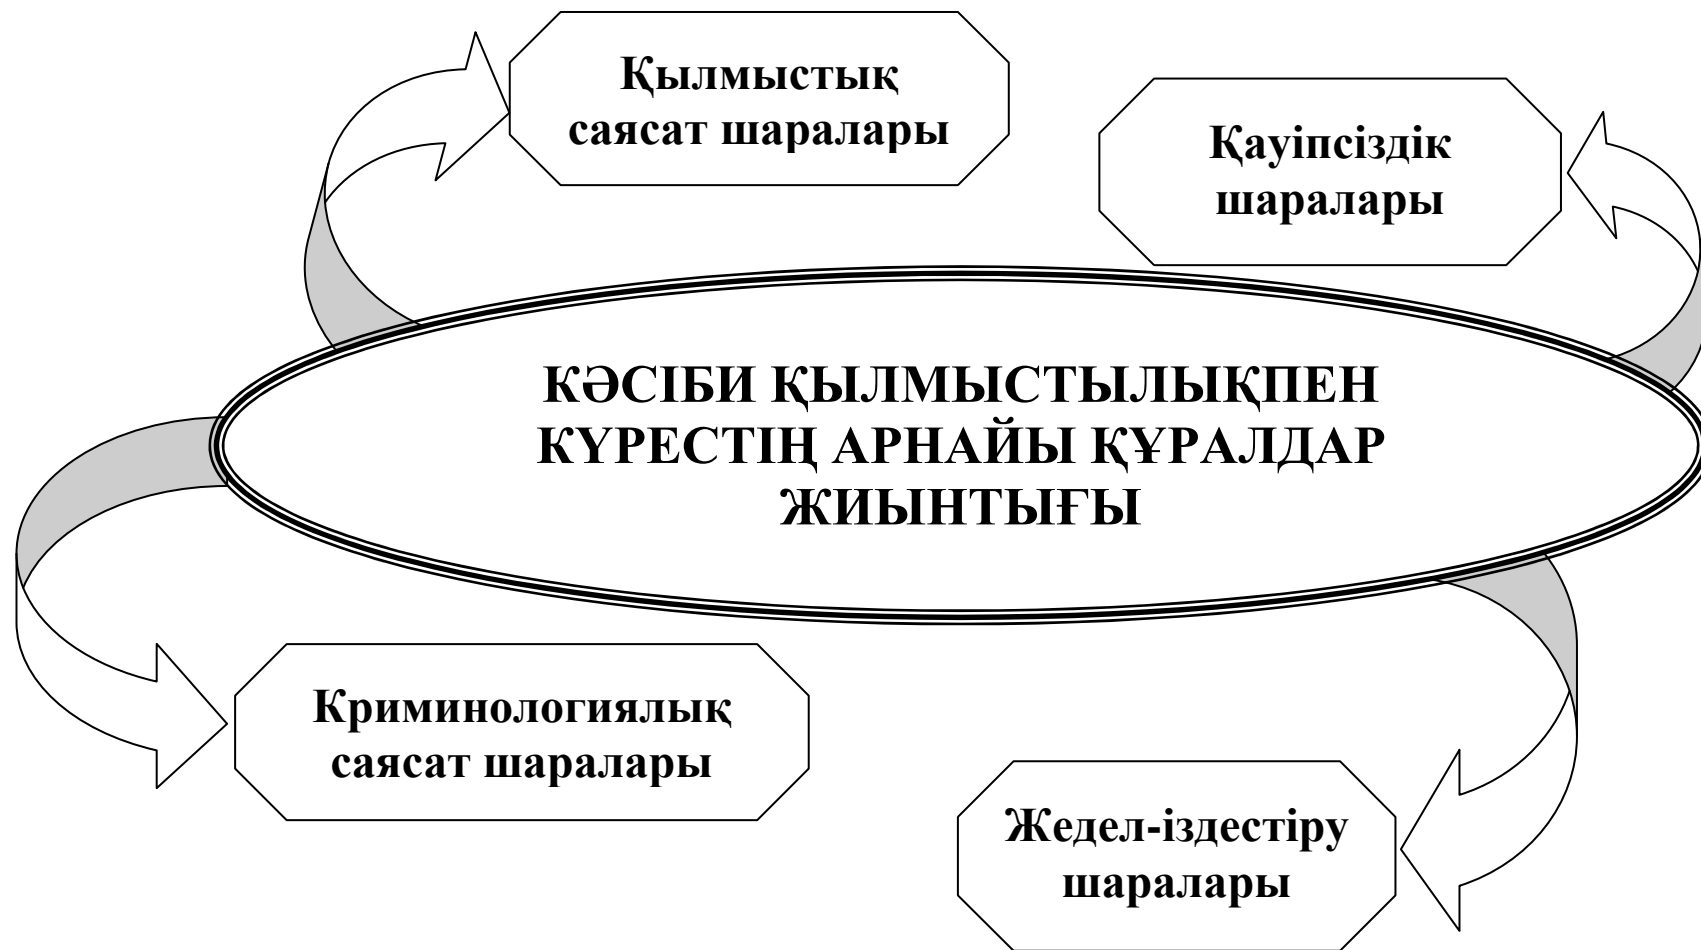 Қылмыстық
саясат шаралары
Қауіпсіздік
шаралары
КӘСІБИ ҚЫЛМЫСТЫЛЫҚПЕН
КҮРЕСТІҢ АРНАЙЫ ҚҰРАЛДАР
ЖИЫНТЫҒЫ
Криминологиялық
саясат шаралары
Жедел-іздестіру
шаралары